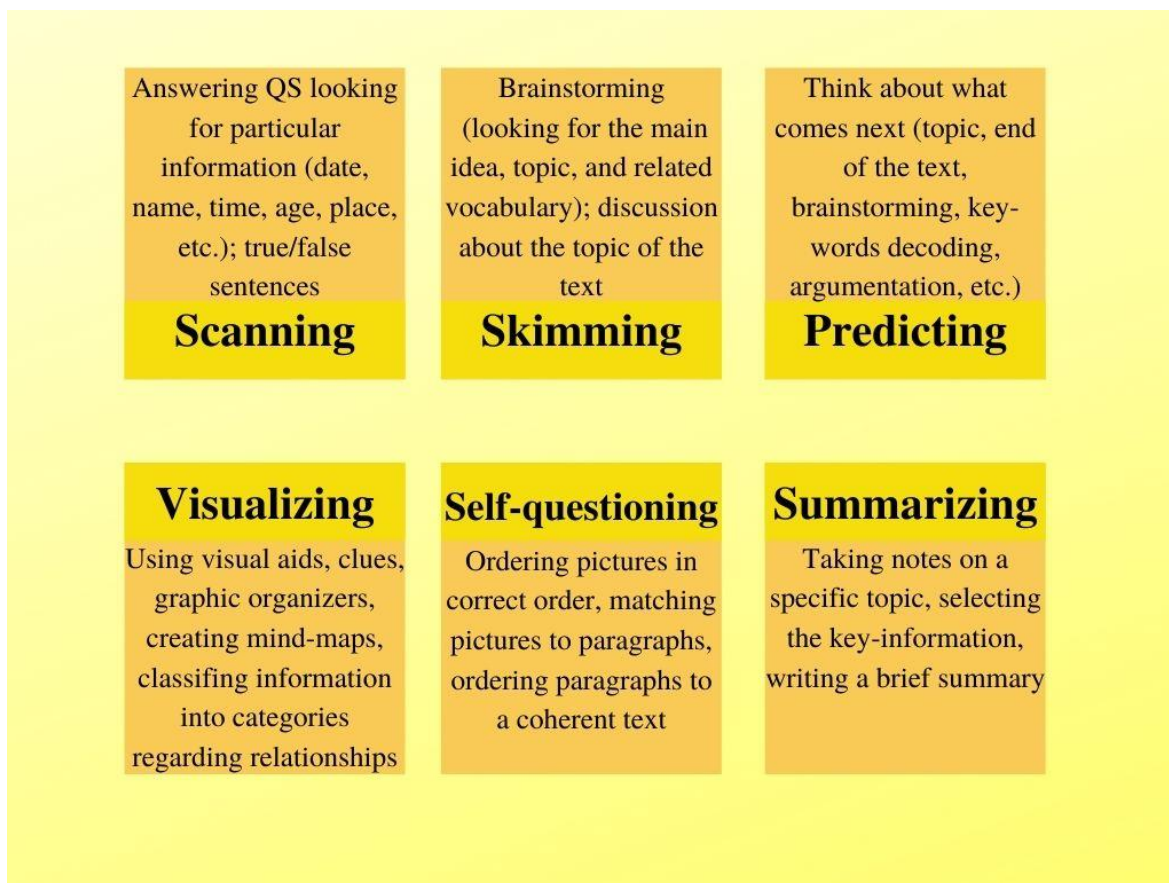 Answering QS looking
for particular
information (date,
name, time, age, place,
etc.); true/false
sentences
Scanning
Brainstorming
(looking for the main
idea, topic, and related
vocabulary); discussion
about the topic of the
text
Skimming
Think about what
comes next (topic, end
of the text,
brainstorming, key-
words decoding,
argumentation, etc.)
Predicting
Visualizing
Using visual aids, clues,
graphic organizers,
creating mind-maps,
classifing information
into categories
regarding relationships
Self-questioning
Ordering pictures in
correct order, matching
pictures to paragraphs,
ordering paragraphs to
a coherent text
Summarizing
Taking notes on a
specific topic, selecting
the key-information,
writing a brief summary